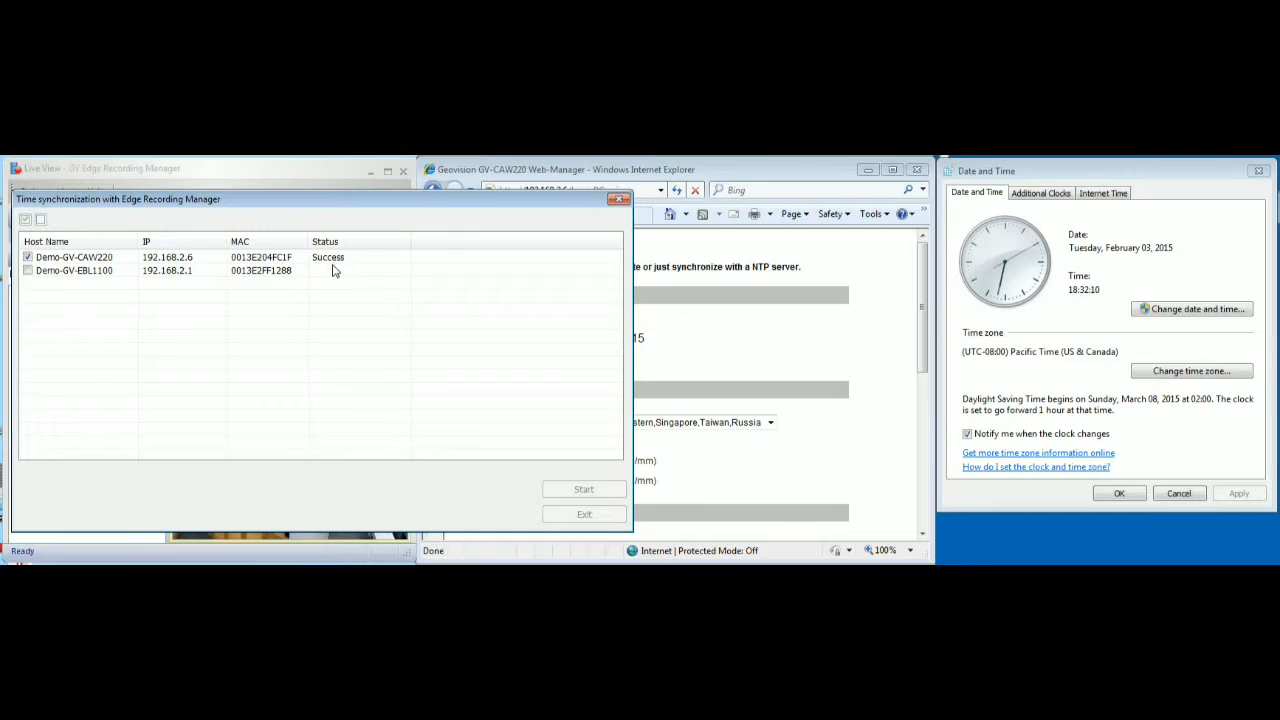 Live View - GV Edge Recording Manager
Time synchronization with Edge Recording Manager
Host Name IP MAC Status
Demo-GV-CAW220 192.168.2.6 0013E204FC1F Success
Demo-GV-EBL1100 192.168.2.1 0013E2FF1288
Start
Exit
Ready
Geovision GV-CAW220 Web-Manager - Windows Internet Explorer
Bing
Page Safety Tools
te or just synchronize with a NTP server.
15
stern,Singapore,Taiwan,Russia
/mm)
/mm)
Done Internet | Protected Mode: Off 100%
Date and Time
Date and Time Additional Clocks Internet Time
Date:
Tuesday, February 03, 2015
Time:
18:32:10
Change date and time...
Time zone
(UTC-08:00) Pacific Time (US & Canada)
Change time zone...
Daylight Saving Time begins on Sunday, March 08, 2015 at 02:00. The clock
is set to go forward 1 hour at that time.
Notify me when the clock changes
Get more time zone information online
How do I set the clock and time zone?
OK Cancel Apply